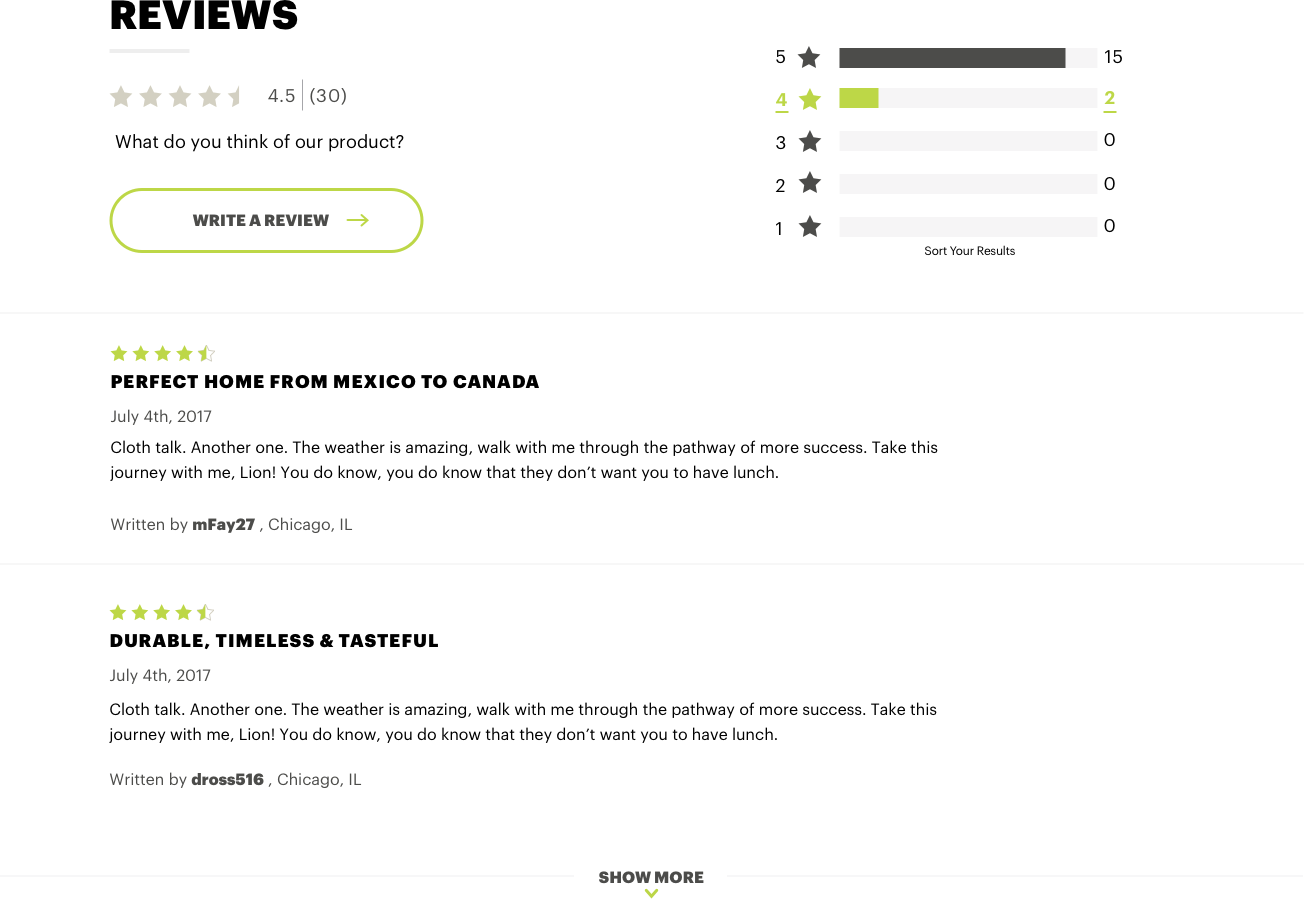 REVIEWS
4.5 (30)
What do you think of our product?
WRITE A REVIEW
5 15
4 2
3 0
2 0
1 0
Sort Your Results
PERFECT HOME FROM MEXICO TO CANADA
July 4th, 2017
Cloth talk. Another one. The weather is amazing, walk with me through the pathway of more success. Take this
journey with me, Lion! You do know, you do know that they don’t want you to have lunch.
Written by mFay27 , Chicago, IL
DURABLE, TIMELESS & TASTEFUL
July 4th, 2017
Cloth talk. Another one. The weather is amazing, walk with me through the pathway of more success. Take this
journey with me, Lion! You do know, you do know that they don’t want you to have lunch.
Written by dross516 , Chicago, IL
SHOW MORE